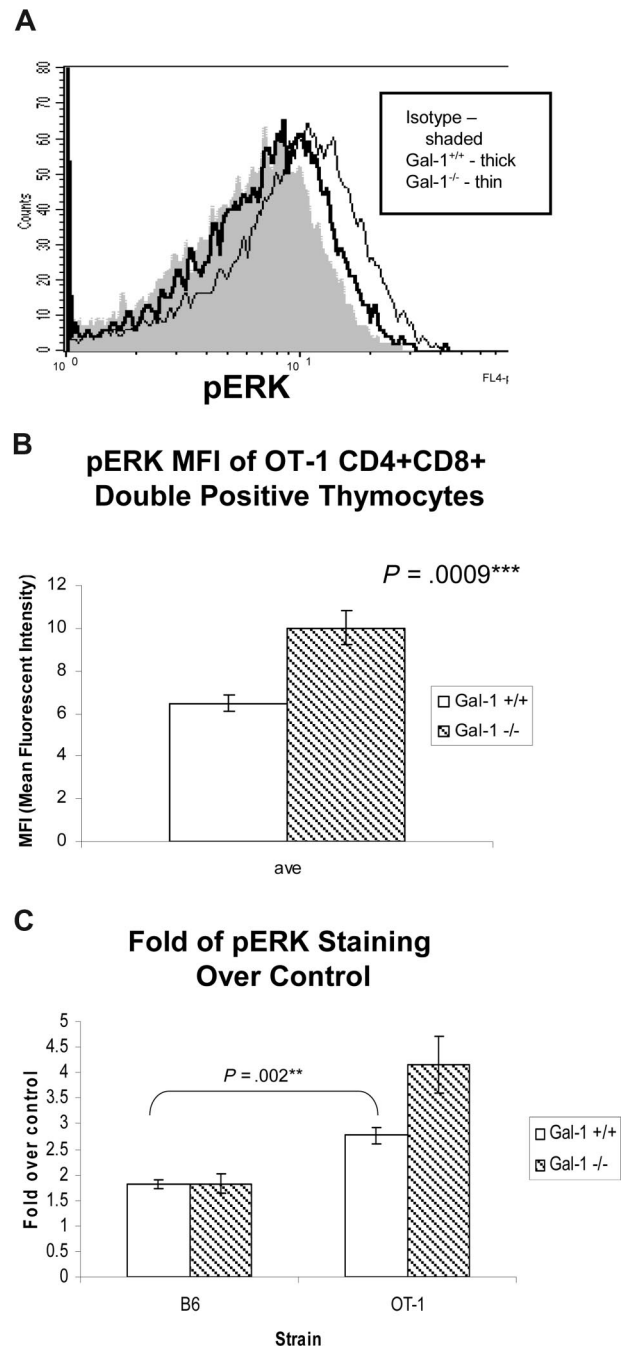 A
80
70
60
50
40
30
20
10
0
Counts
10⁰
10¹
FL4-
pERK
Isotype –
shaded
Gal-1+/+ - thick
Gal-1-/- - thin
B
pERK MFI of OT-1 CD4+CD8+
Double Positive Thymocytes
P = .0009***
12
10
8
6
4
2
0
MFI (Mean Fluorescent Intensity)
ave
Gal-1 +/+
Gal-1 -/-
C
Fold of pERK Staining
Over Control
5
4.5
4
3.5
3
2.5
2
1.5
1
0.5
0
Fold over control
P = .002**
B6
OT-1
Strain
Gal-1 +/+
Gal-1 -/-